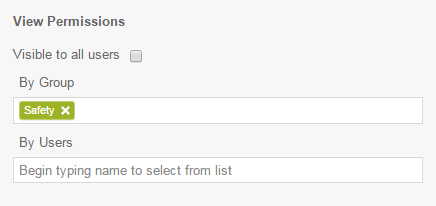 View Permissions
Visible to all users
By Group
Safety ×
By Users
Begin typing name to select from list